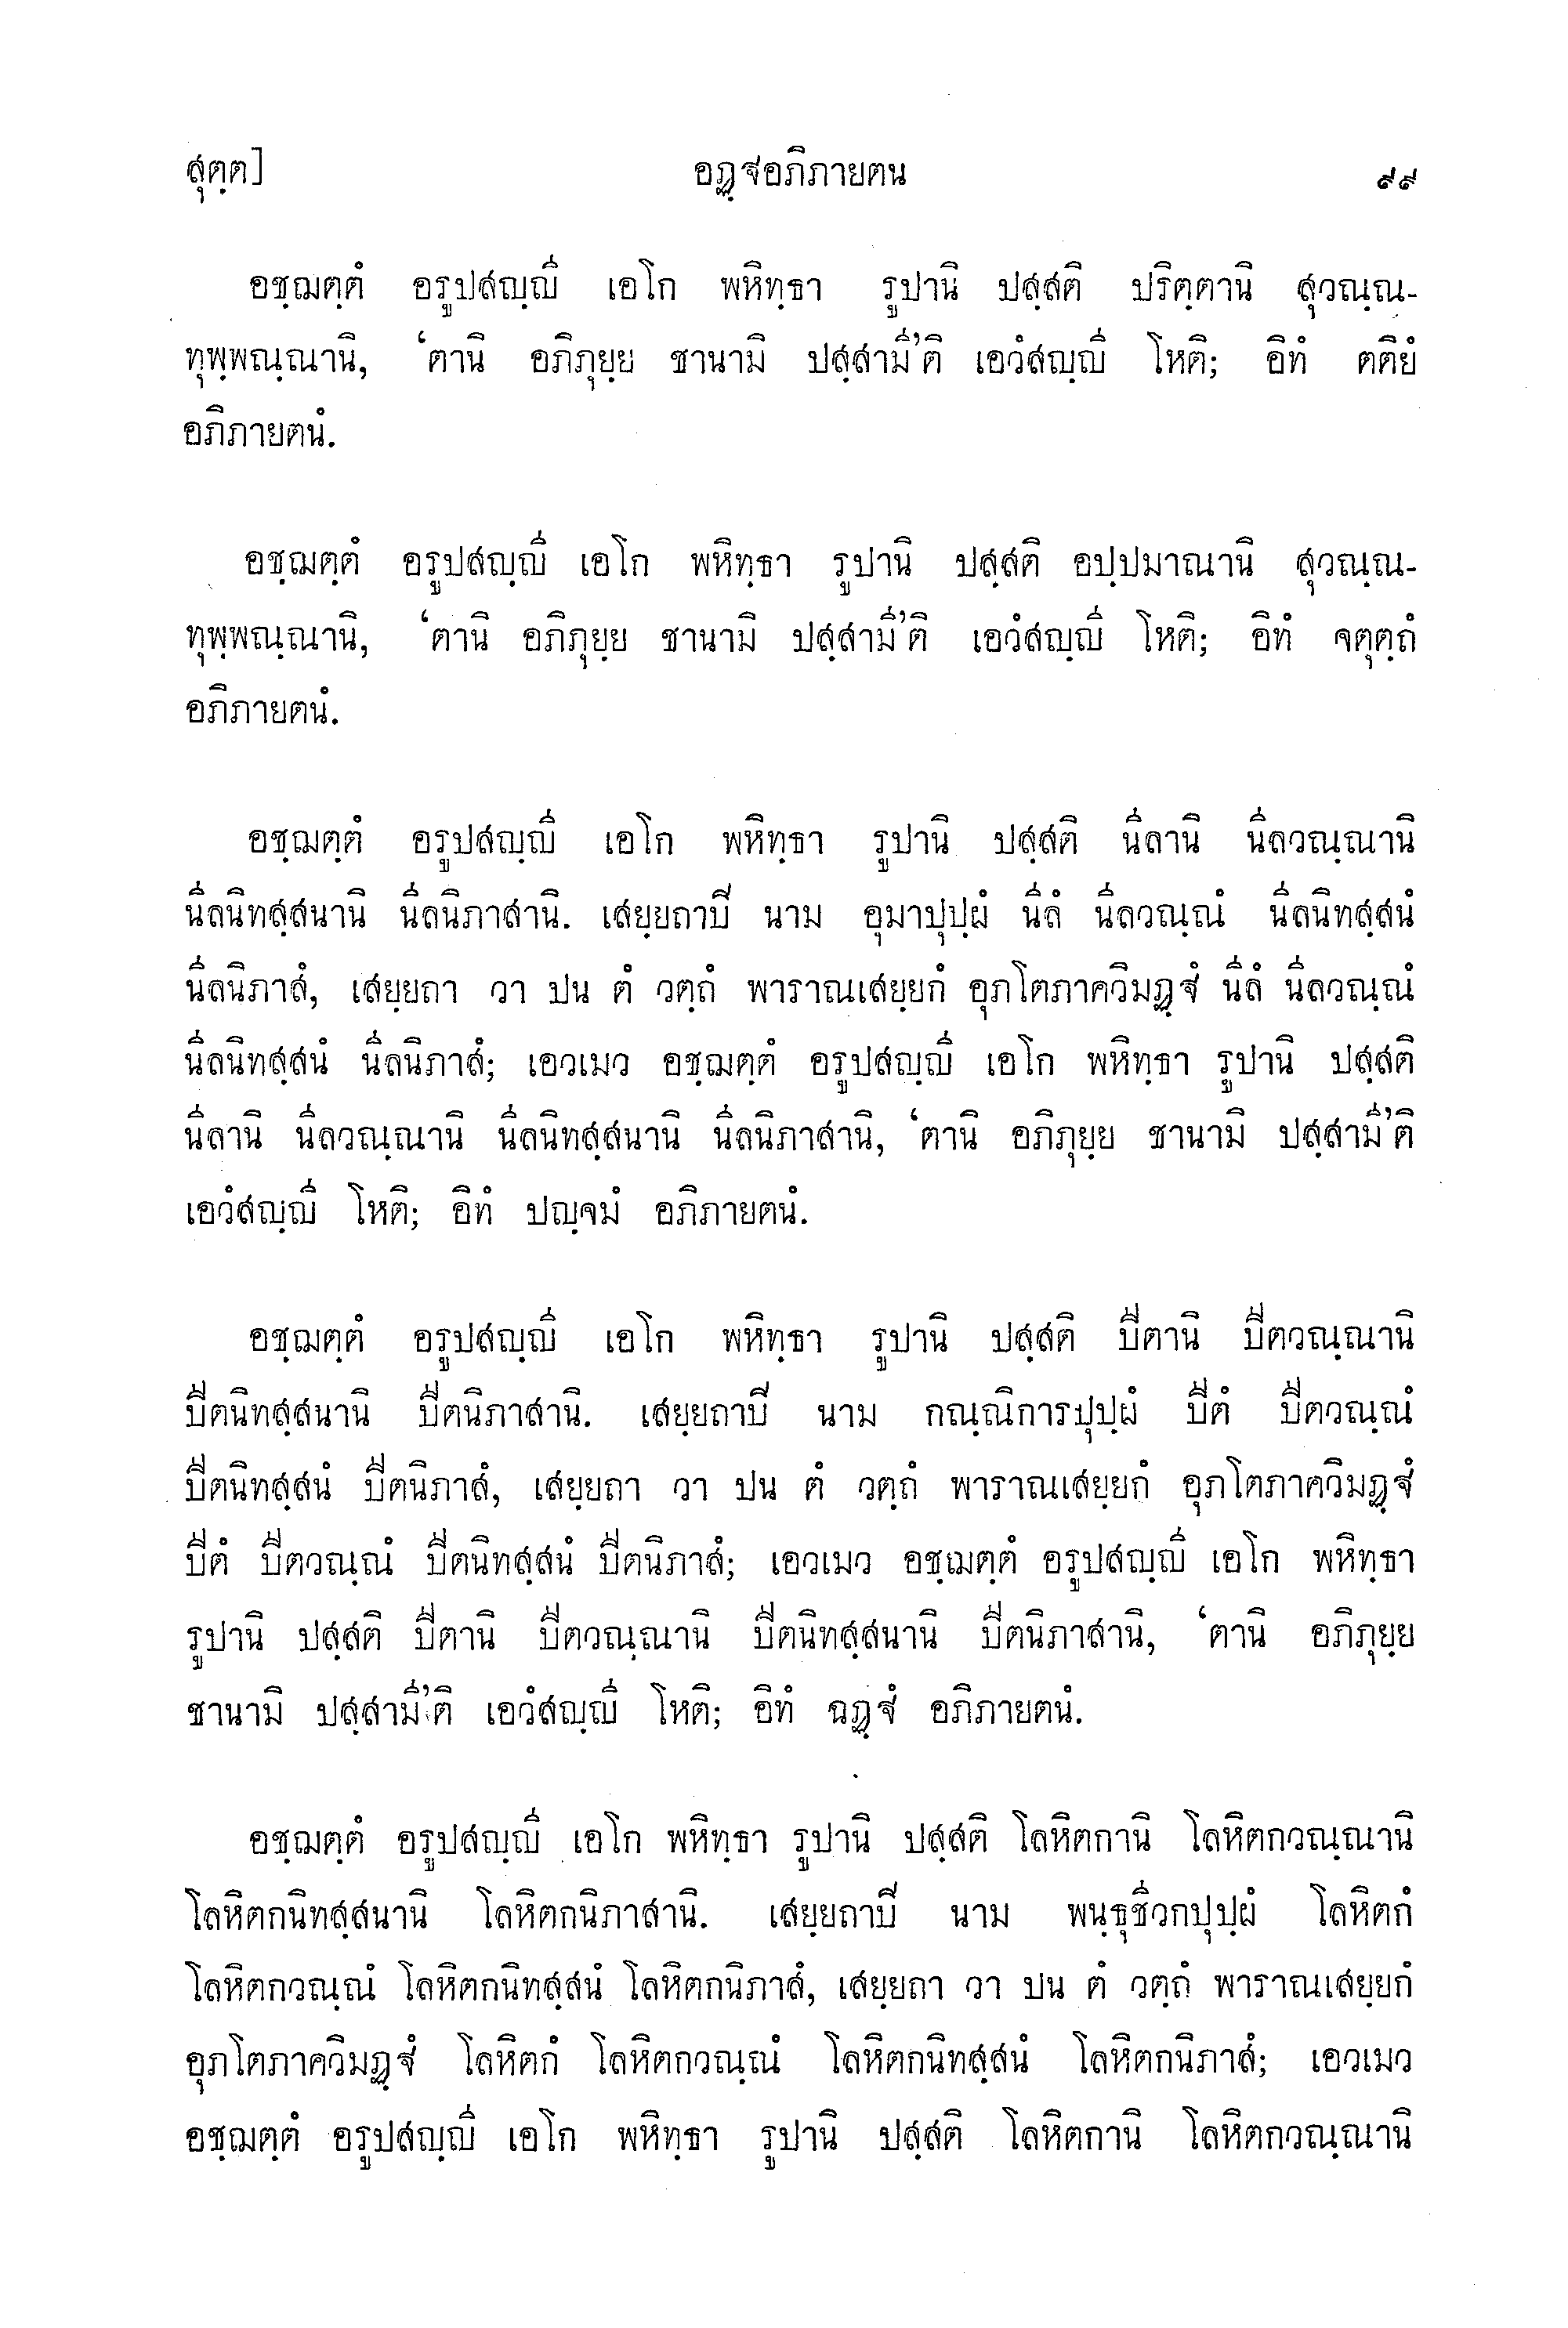 สุตฺต]	อฏฺฐอภิภายตน	๙๙
อชฺฌตฺตํ อรูปสญฺญี เอโก พหิทฺธา รูปานิ ปสฺสติ ปริตฺตานิ สุวณฺณ-
ทุพฺพณฺณานิ, ‘ตานิ อภิภุยฺย ชานามิ ปสฺสามี’ติ เอวํสญฺญี โหติ; อิทํ ตติยํ
อภิภายตนํ.
อชฺฌตฺตํ อรูปสญฺญี เอโก พหิทฺธา รูปานิ ปสฺสติ อปฺปมาณานิ สุวณฺณ-
ทุพฺพณฺณานิ, ‘ตานิ อภิภุยฺย ชานามิ ปสฺสามี’ติ เอวํสญฺญี โหติ; อิทํ จตุตฺถํ
อภิภายตนํ.
อชฺฌตฺตํ อรูปสญฺญี เอโก พหิทฺธา รูปานิ ปสฺสติ นีลานิ นีลวณฺณานิ
นีลนิทสฺสนานิ นีลนิภาสานิ. เสยฺยถาปี นาม อุมาปุปฺผํ นีลํ นีลวณฺณํ นีลนิทสฺสนํ
นีลนิภาสํ, เสยฺยถา วา ปน ตํ วตฺถํ พาราณเสยฺยกํ อุภโตภาควิมฏฺฐํ นีลํ นีลวณฺณํ
นีลนิทสฺสนํ นีลนิภาสํ; เอวเมว อชฺฌตฺตํ อรูปสญฺญี เอโก พหิทฺธา รูปานิ ปสฺสติ
นีลานิ นีลวณฺณานิ นีลนิทสฺสนานิ นีลนิภาสานิ, ‘ตานิ อภิภุยฺย ชานามิ ปสฺสามี’ติ
เอวํสญฺญี โหติ; อิทํ ปญฺจมํ อภิภายตนํ.
อชฺฌตฺตํ อรูปสญฺญี เอโก พหิทฺธา รูปานิ ปสฺสติ ปีตานิ ปีตวณฺณานิ
ปีตนิทสฺสนานิ ปีตนิภาสานิ. เสยฺยถาปี นาม กณฺณิการปุปฺผํ ปีตํ ปีตวณฺณํ
ปีตนิทสฺสนํ ปีตนิภาสํ, เสยฺยถา วา ปน ตํ วตฺถํ พาราณเสยฺยกํ อุภโตภาควิมฏฺฐํ
ปีตํ ปีตวณฺณํ ปีตนิทสฺสนํ ปีตนิภาสํ; เอวเมว อชฺฌตฺตํ อรูปสญฺญี เอโก พหิทฺธา
รูปานิ ปสฺสติ ปีตานิ ปีตวณฺณานิ ปีตนิทสฺสนานิ ปีตนิภาสานิ, ‘ตานิ อภิภุยฺย
ชานามิ ปสฺสามี’ติ เอวํสญฺญี โหติ; อิทํ ฉฏฺฐํ อภิภายตนํ.
อชฺฌตฺตํ อรูปสญฺญี เอโก พหิทฺธา รูปานิ ปสฺสติ โลหิตกานิ โลหิตกวณฺณานิ
โลหิตกนิทสฺสนานิ โลหิตกนิภาสานิ. เสยฺยถาปี นาม พนฺธุชีวกปุปฺผํ โลหิตกํ
โลหิตกวณฺณํ โลหิตกนิทสฺสนํ โลหิตกนิภาสํ, เสยฺยถา วา ปน ตํ วตฺถํ พาราณเสยฺยกํ
อุภโตภาควิมฏฺฐํ โลหิตกํ โลหิตกวณฺณํ โลหิตกนิทสฺสนํ โลหิตกนิภาสํ; เอวเมว
อชฺฌตฺตํ อรูปสญฺญี เอโก พหิทฺธา รูปานิ ปสฺสติ โลหิตกานิ โลหิตกวณฺณานิ